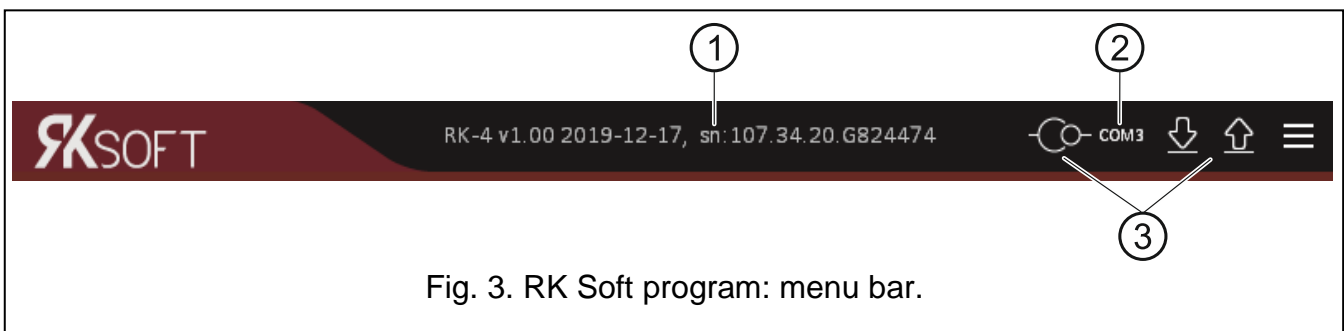 1
2
RKSOFT
RK-4 v1.00 2019-12-17, sn:107.34.20.G824474
COM3
3
Fig. 3. RK Soft program: menu bar.